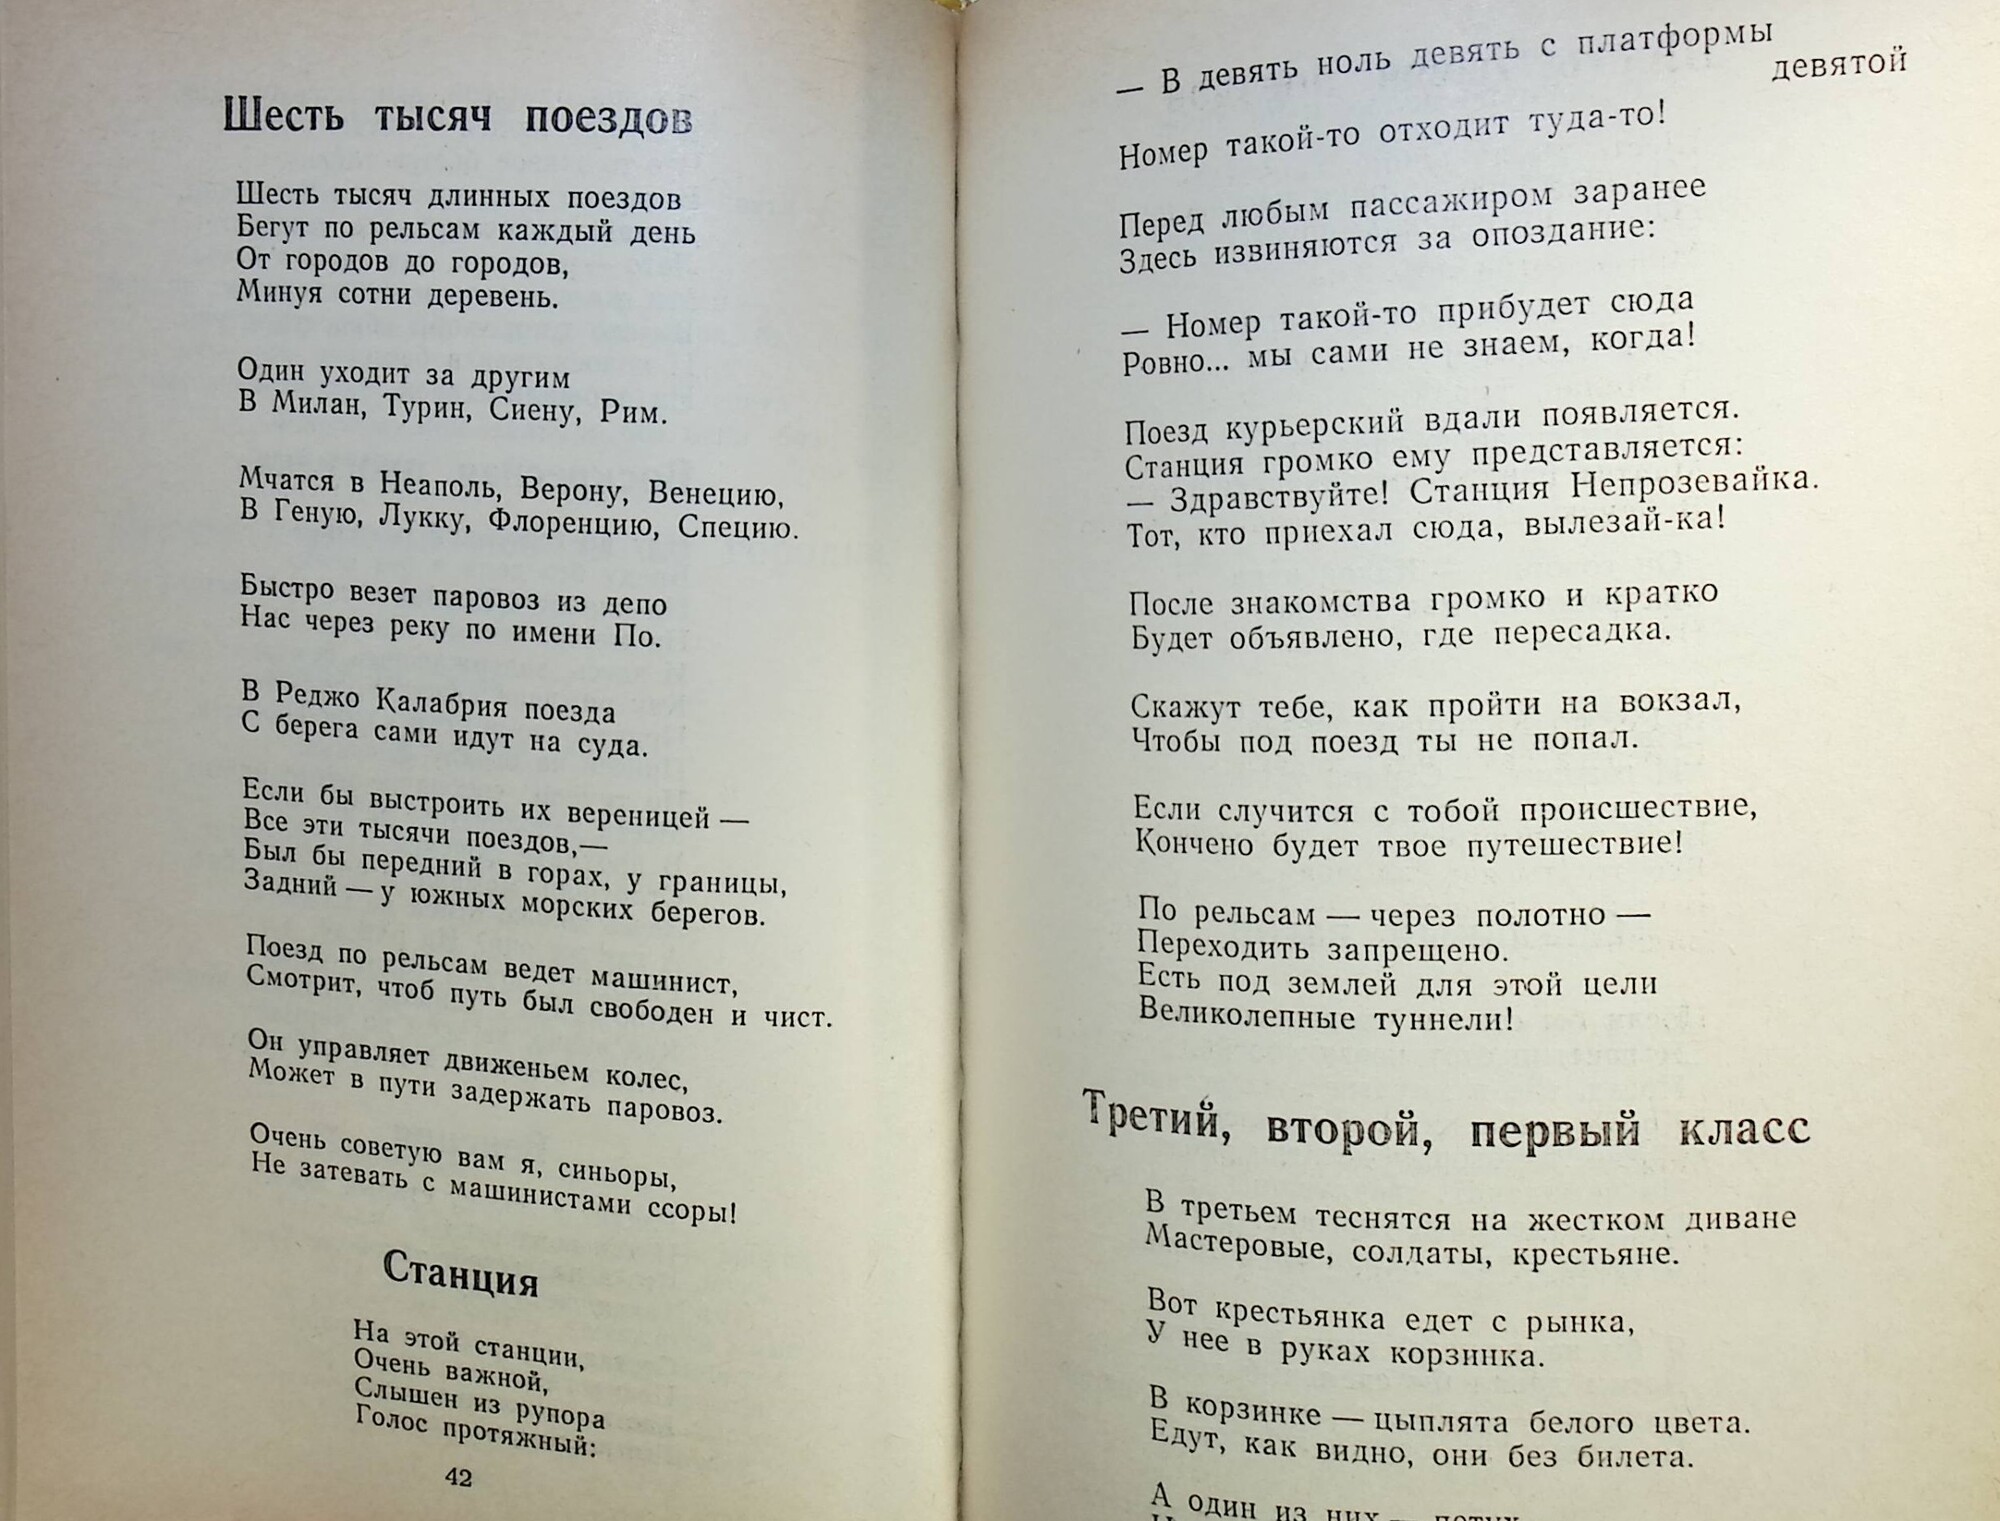 Шесть тысяч поездов
Шесть тысяч длинных поездов
Бегут по рельсам каждый день
От городов до городов,
Минуя сотни деревень.
Один уходит за другим
В Милан, Турин, Сиену, Рим.
Мчатся в Неаполь, Верону, Венецию,
В Геную, Лукку, Флоренцию, Специю.
Быстро везет паровоз из депо
Нас через реку по имени По.
В Реджо Калабрия поезда
С берега сами идут на суда.
Если бы выстроить их вереницей —
Все эти тысячи поездов,—
Был бы передний в горах, у границы,
Задний — у южных морских берегов.
Поезд по рельсам ведет машинист,
Смотрит, чтоб путь был свободен и чист.
Он управляет движеньем колес,
Может в пути задержать паровоз.
Очень советую вам я, синьоры,
Не затевать с машинистами ссоры!
Станция
На этой станции,
Очень важной,
Слышен из рупора
Голос протяжный:
42
— В девять ноль девять с платформы
девятой
Номер такой-то отходит туда-то!
Перед любым пассажиром заранее
Здесь извиняются за опоздание:
— Номер такой-то прибудет сюда
Ровно... мы сами не знаем, когда!
Поезд курьерский вдали появляется.
Станция громко ему представляется:
— Здравствуйте! Станция Непрозевайка.
Тот, кто приехал сюда, вылезай-ка!
После знакомства громко и кратко
Будет объявлено, где пересадка.
Скажут тебе, как пройти на вокзал,
Чтобы под поезд ты не попал.
Если случится с тобой происшествие,
Кончено будет твое путешествие!
По рельсам — через полотно —
Переходить запрещено.
Есть под землей для этой цели
Великолепные туннели!
Третий, второй, первый класс
В третьем теснятся на жестком диване
Мастеровые, солдаты, крестьяне.
Вот крестьянка едет с рынка,
У нее в руках корзинка.
В корзинке — цыплята белого цвета.
Едут, как видно, они без билета.
А один из них — петух